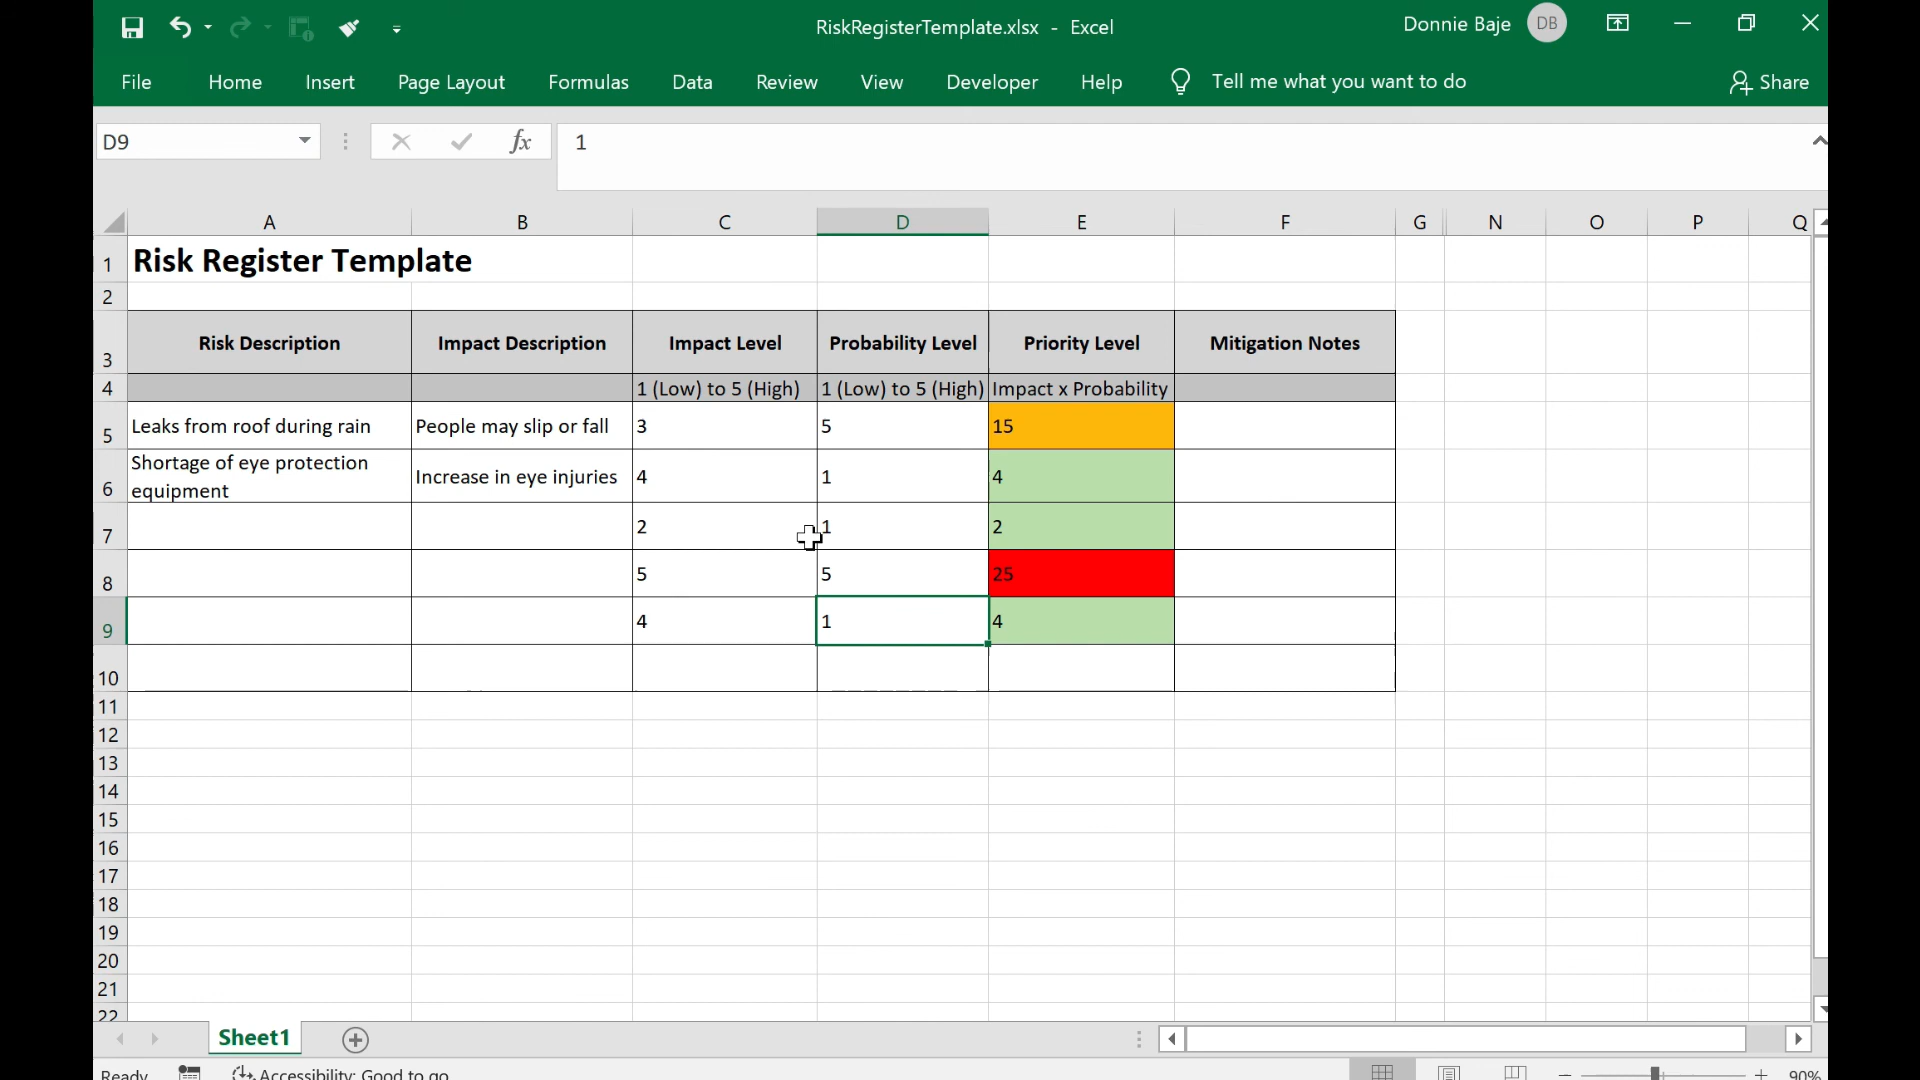 RiskRegisterTemplate.xlsx - Excel
Donnie Baje DB
File Home Insert Page Layout Formulas Data Review View Developer Help Tell me what you want to do Share
D9 fx 1
A B C D E F G N O P Q
1 Risk Register Template
2
3 Risk Description Impact Description Impact Level Probability Level Priority Level Mitigation Notes
4 1 (Low) to 5 (High) 1 (Low) to 5 (High) Impact x Probability
5 Leaks from roof during rain People may slip or fall 3 5 15
Shortage of eye protection
6 equipment Increase in eye injuries 4 1 4
7 2 1 2
8 5 5 25
9 4 1 4
10
11
12
13
14
15
16
17
18
19
20
21
22
Sheet1
Ready Accessibility: Good to go 90%